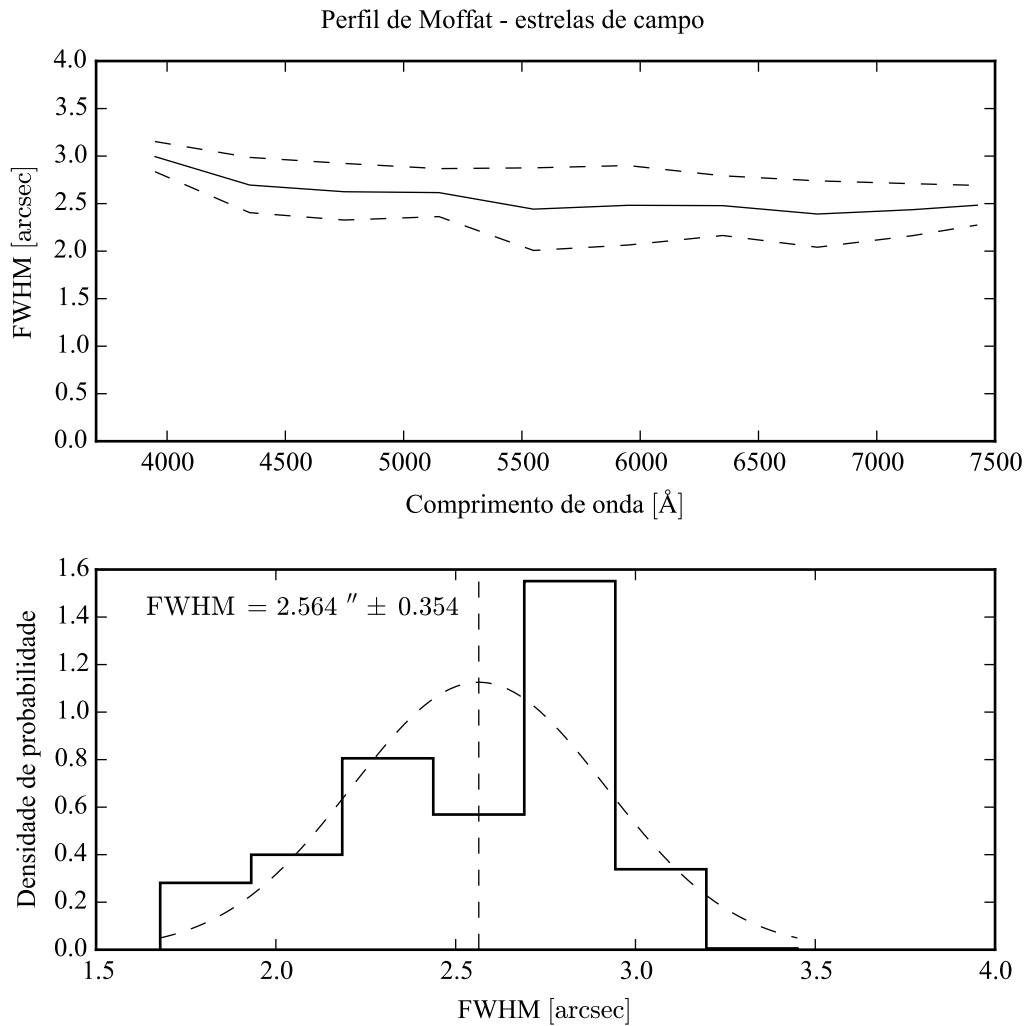 Perfil de Moffat - estrelas de campo
4.0
3.5
3.0
2.5
2.0
1.5
1.0
0.5
0.0
FWHM [arcsec]
4000 4500 5000 5500 6000 6500 7000 7500
Comprimento de onda [Å]
1.6
1.4
1.2
1.0
0.8
0.6
0.4
0.2
0.0
Densidade de probabilidade
FWHM = 2.564 ″ ± 0.354
1.5 2.0 2.5 3.0 3.5 4.0
FWHM [arcsec]